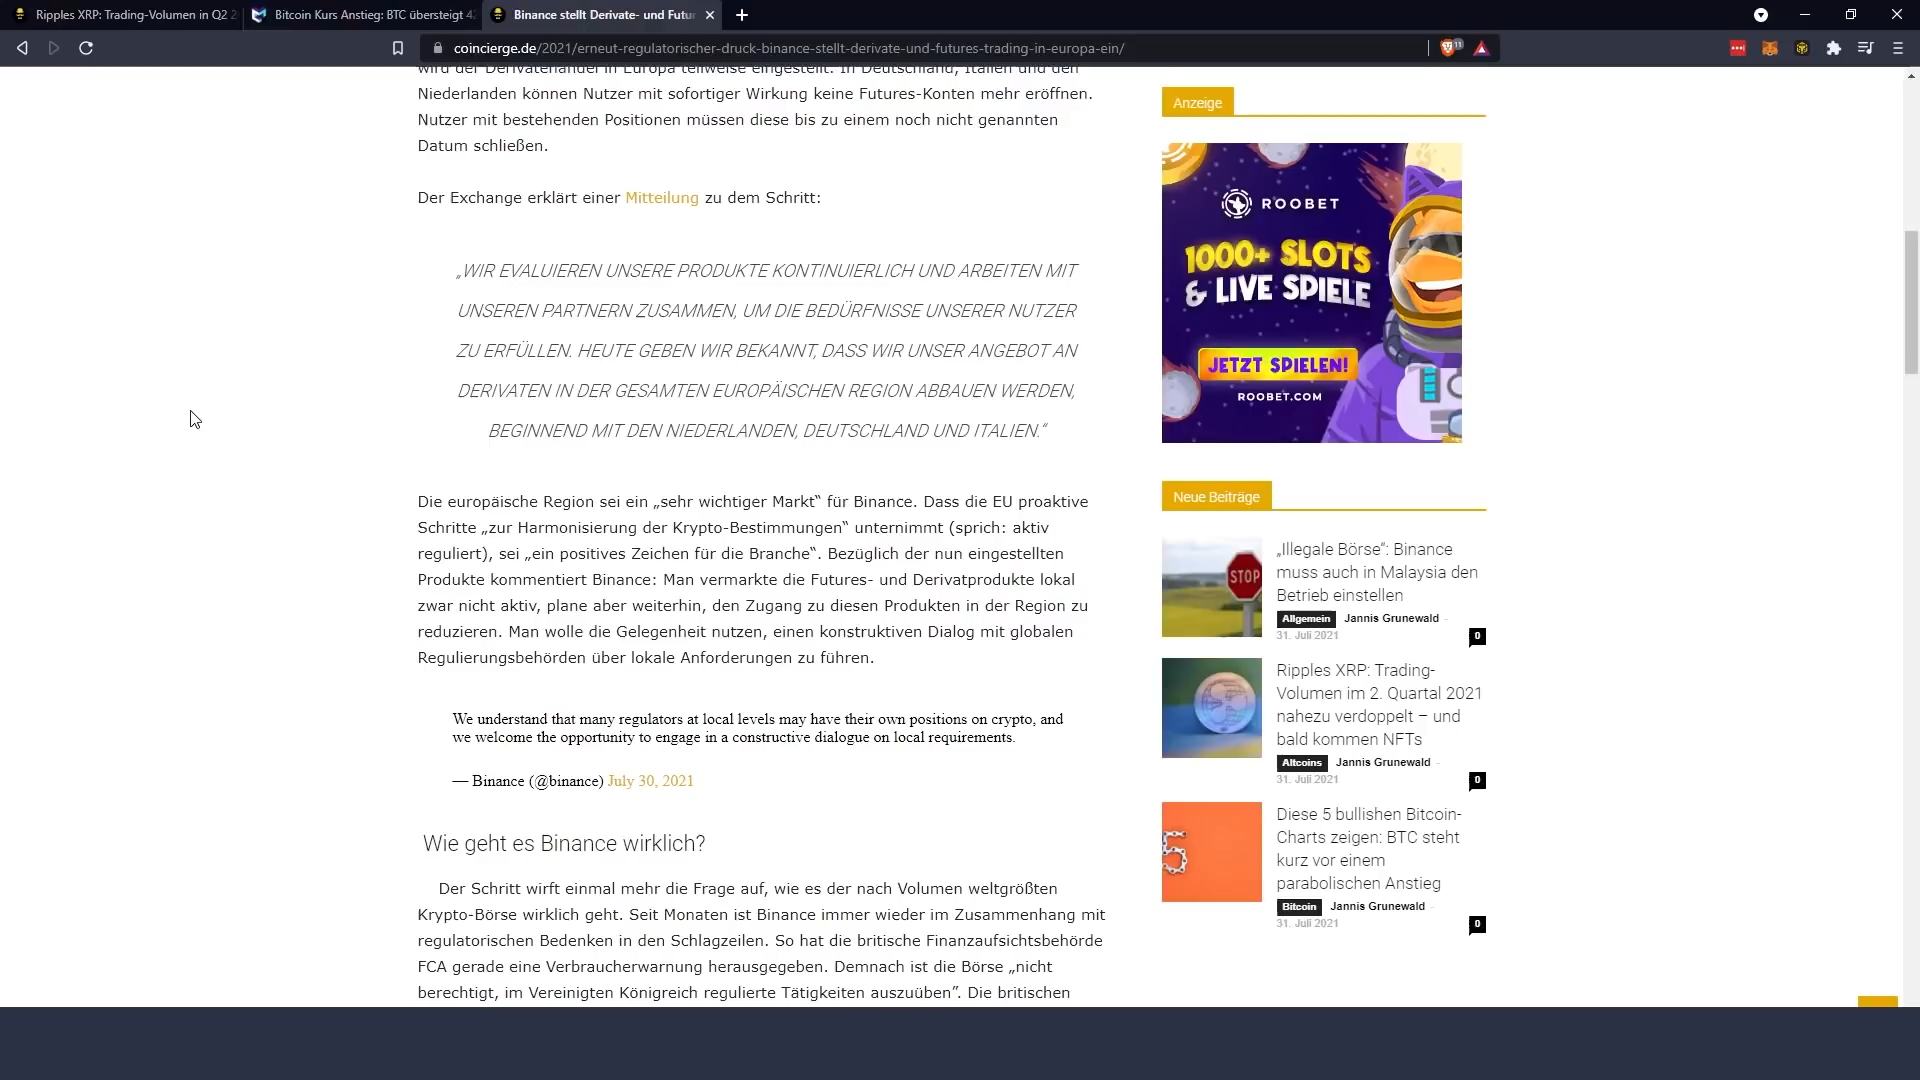 Ripples XRP: Trading-Volumen in Q2 2
Bitcoin Kurs Anstieg: BTC übersteigt 42
Binance stellt Derivate- und Futur
coincierge.de/2021/erneut-regulatorischer-druck-binance-stellt-derivate-und-futures-trading-in-europa-ein/
11
wird der Derivatehandel in Europa teilweise eingestellt. In Deutschland, Italien und den
Niederlanden können Nutzer mit sofortiger Wirkung keine Futures-Konten mehr eröffnen.
Nutzer mit bestehenden Positionen müssen diese bis zu einem noch nicht genannten
Datum schließen.
Der Exchange erklärt einer Mitteilung zu dem Schritt:
„WIR EVALUIEREN UNSERE PRODUKTE KONTINUIERLICH UND ARBEITEN MIT
UNSEREN PARTNERN ZUSAMMEN, UM DIE BEDÜRFNISSE UNSERER NUTZER
ZU ERFÜLLEN. HEUTE GEBEN WIR BEKANNT, DASS WIR UNSER ANGEBOT AN
DERIVATEN IN DER GESAMTEN EUROPÄISCHEN REGION ABBAUEN WERDEN,
BEGINNEND MIT DEN NIEDERLANDEN, DEUTSCHLAND UND ITALIEN.“
Die europäische Region sei ein „sehr wichtiger Markt“ für Binance. Dass die EU proaktive
Schritte „zur Harmonisierung der Krypto-Bestimmungen“ unternimmt (sprich: aktiv
reguliert), sei „ein positives Zeichen für die Branche“. Bezüglich der nun eingestellten
Produkte kommentiert Binance: Man vermarkte die Futures- und Derivatprodukte lokal
zwar nicht aktiv, plane aber weiterhin, den Zugang zu diesen Produkten in der Region zu
reduzieren. Man wolle die Gelegenheit nutzen, einen konstruktiven Dialog mit globalen
Regulierungsbehörden über lokale Anforderungen zu führen.
We understand that many regulators at local levels may have their own positions on crypto, and
we welcome the opportunity to engage in a constructive dialogue on local requirements.
— Binance (@binance) July 30, 2021
Wie geht es Binance wirklich?
Der Schritt wirft einmal mehr die Frage auf, wie es der nach Volumen weltgrößten
Krypto-Börse wirklich geht. Seit Monaten ist Binance immer wieder im Zusammenhang mit
regulatorischen Bedenken in den Schlagzeilen. So hat die britische Finanzaufsichtsbehörde
FCA gerade eine Verbraucherwarnung herausgegeben. Demnach ist die Börse „nicht
berechtigt, im Vereinigten Königreich regulierte Tätigkeiten auszuüben”. Die britischen
Anzeige
ROOBET
1000+ SLOTS
& LIVE SPIELE
JETZT SPIELEN!
ROOBET.COM
Neue Beiträge
STOP
„Illegale Börse“: Binance
muss auch in Malaysia den
Betrieb einstellen
Allgemein Jannis Grunewald -
31. Juli 2021
0
Ripples XRP: Trading-
Volumen im 2. Quartal 2021
nahezu verdoppelt – und
bald kommen NFTs
Altcoins Jannis Grunewald -
31. Juli 2021
0
5
Diese 5 bullishen Bitcoin-
Charts zeigen: BTC steht
kurz vor einem
parabolischen Anstieg
Bitcoin Jannis Grunewald -
31. Juli 2021
0